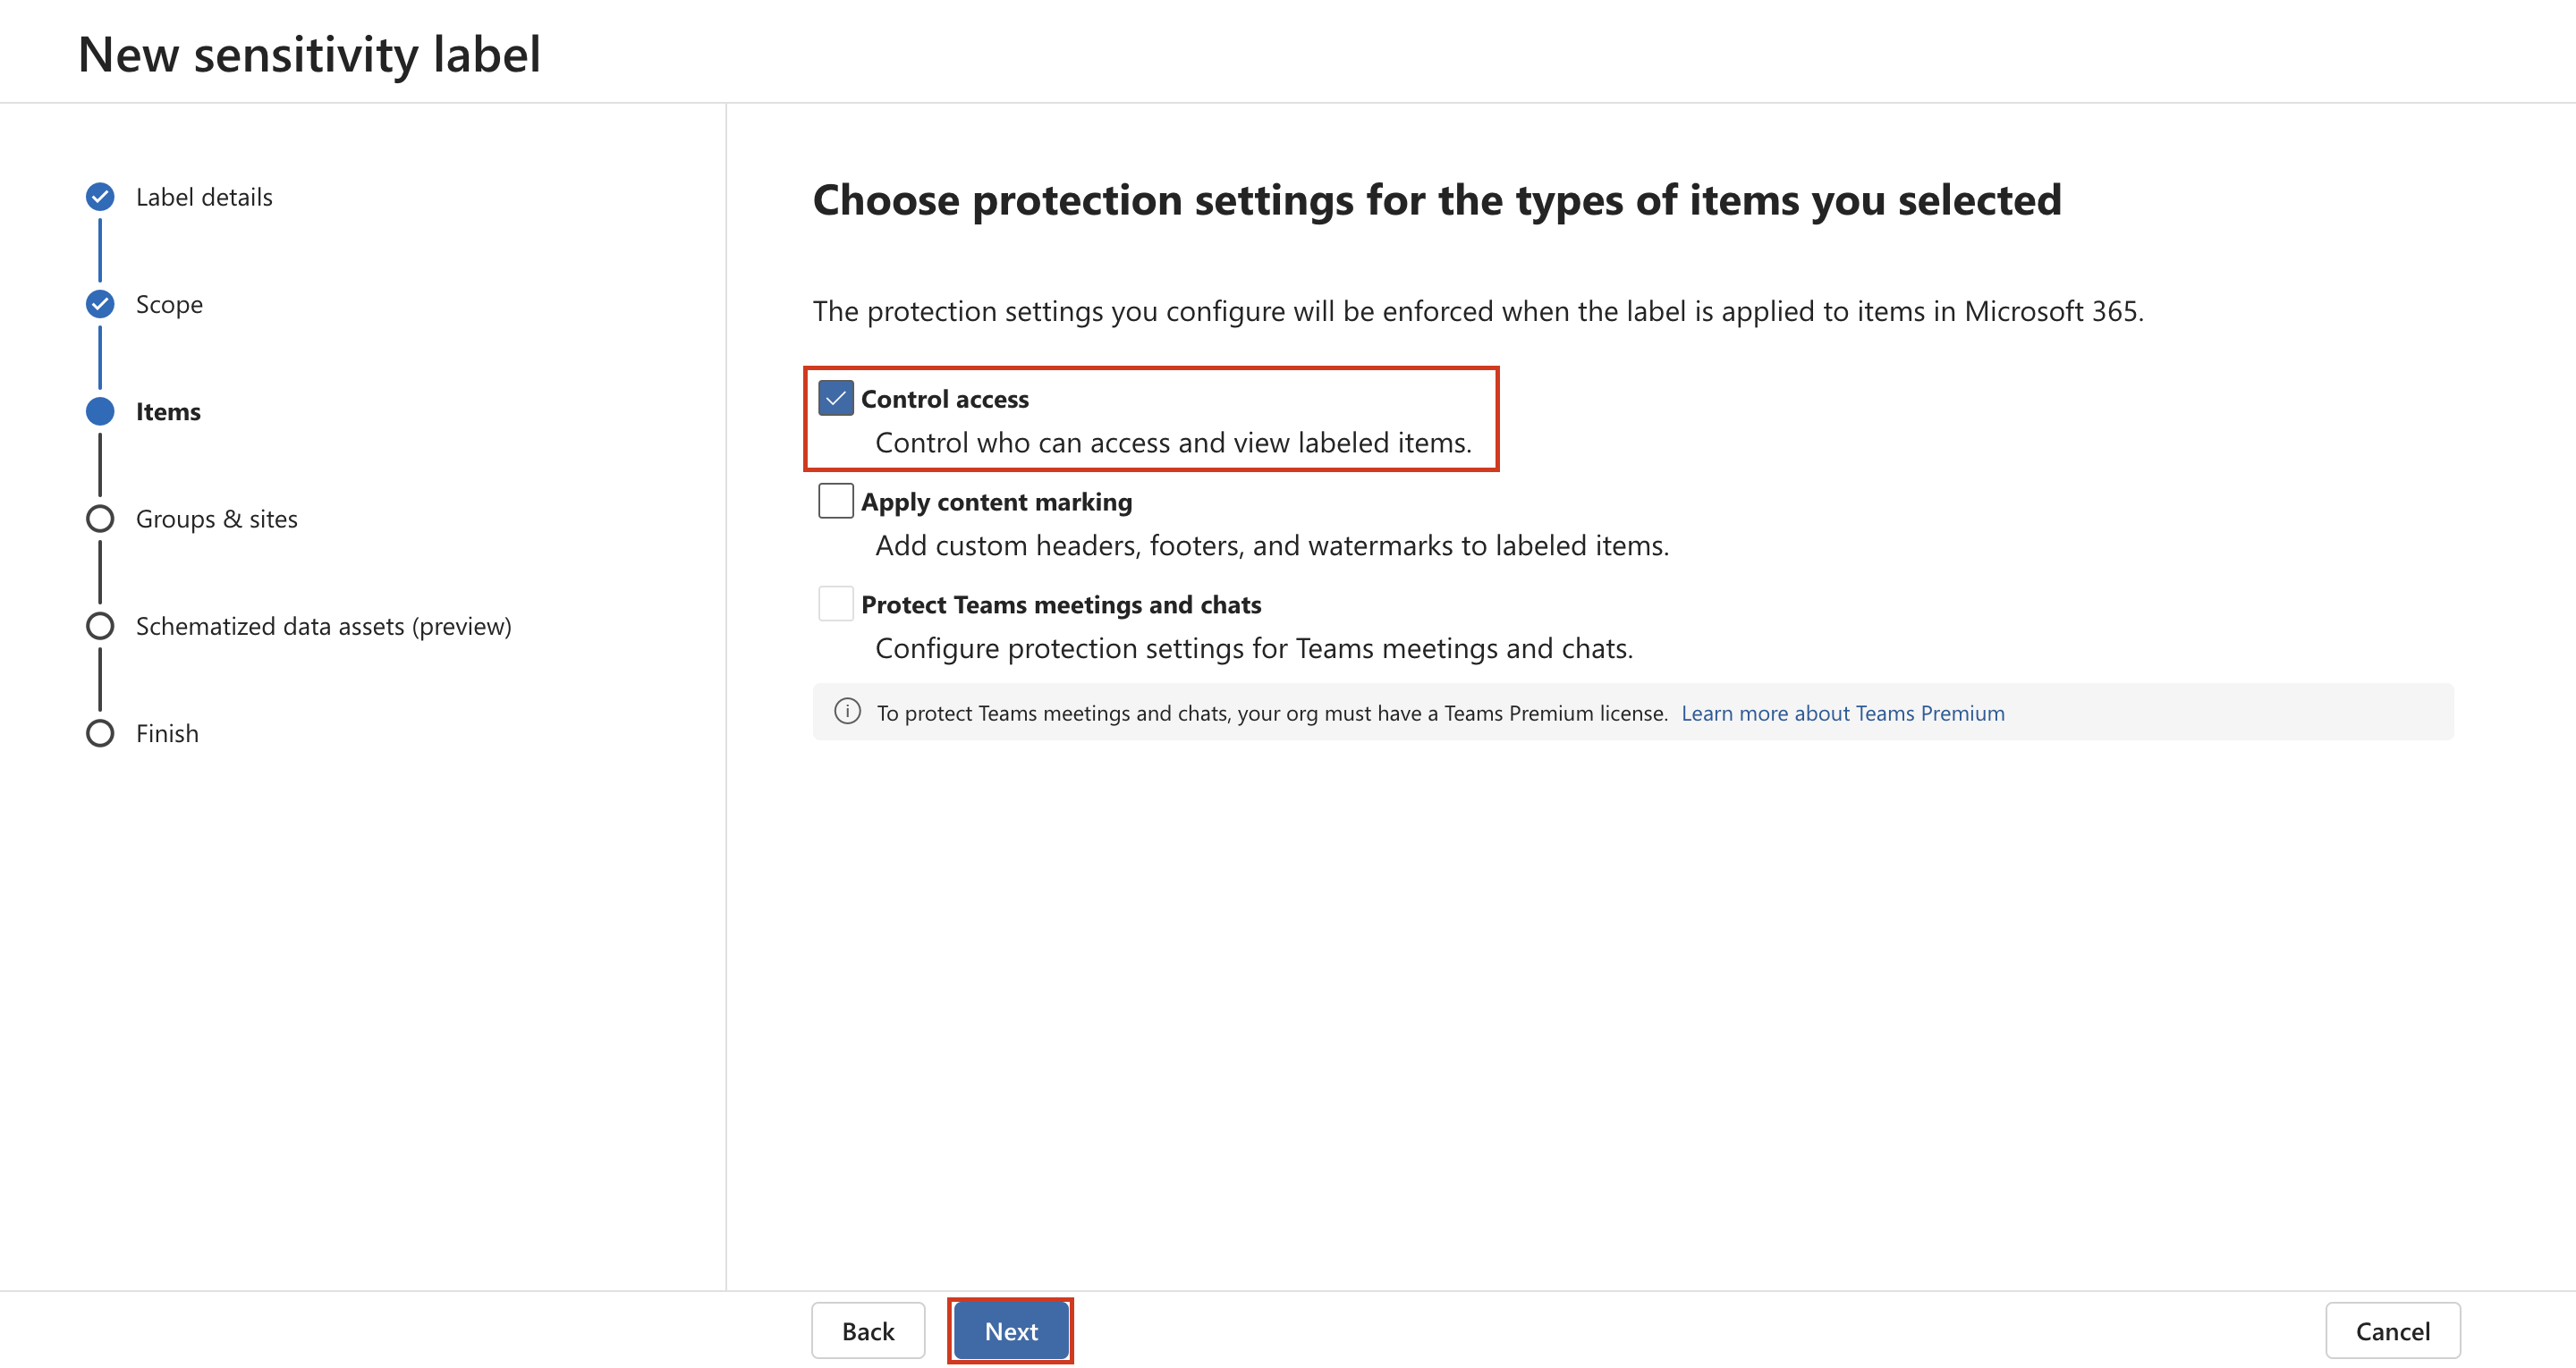 New sensitivity label
Label details
Scope
Items
Groups & sites
Schematized data assets (preview)
Finish
Choose protection settings for the types of items you selected
The protection settings you configure will be enforced when the label is applied to items in Microsoft 365.
Control access
Control who can access and view labeled items.
Apply content marking
Add custom headers, footers, and watermarks to labeled items.
Protect Teams meetings and chats
Configure protection settings for Teams meetings and chats.
To protect Teams meetings and chats, your org must have a Teams Premium license. Learn more about Teams Premium
Back
Next
Cancel